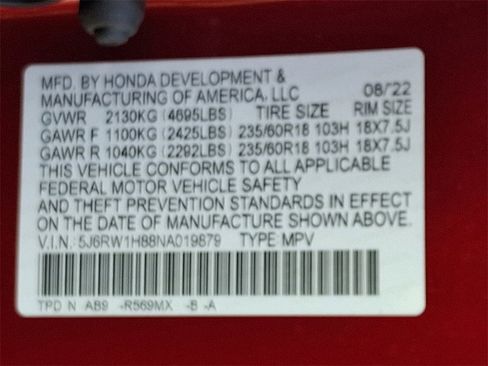 MFD. BY HONDA DEVELOPMENT &
MANUFACTURING OF AMERICA, LLC 08/22
GVWR 2130KG (4695LBS) TIRE SIZE RIM SIZE
GAWR F 1100KG (2425LBS) 235/60R18 103H 18X7.5J
GAWR R 1040KG (2292LBS) 235/60R18 103H 18X7.5J
THIS VEHICLE CONFORMS TO ALL APPLICABLE
FEDERAL MOTOR VEHICLE SAFETY
AND THEFT PREVENTION STANDARDS IN EFFECT
ON THE DATE OF MANUFACTURE SHOWN ABOVE.
V.I.N.: 5J6RW1H88NA019879 TYPE MPV
TPD N AB9 -R569MX -B -A